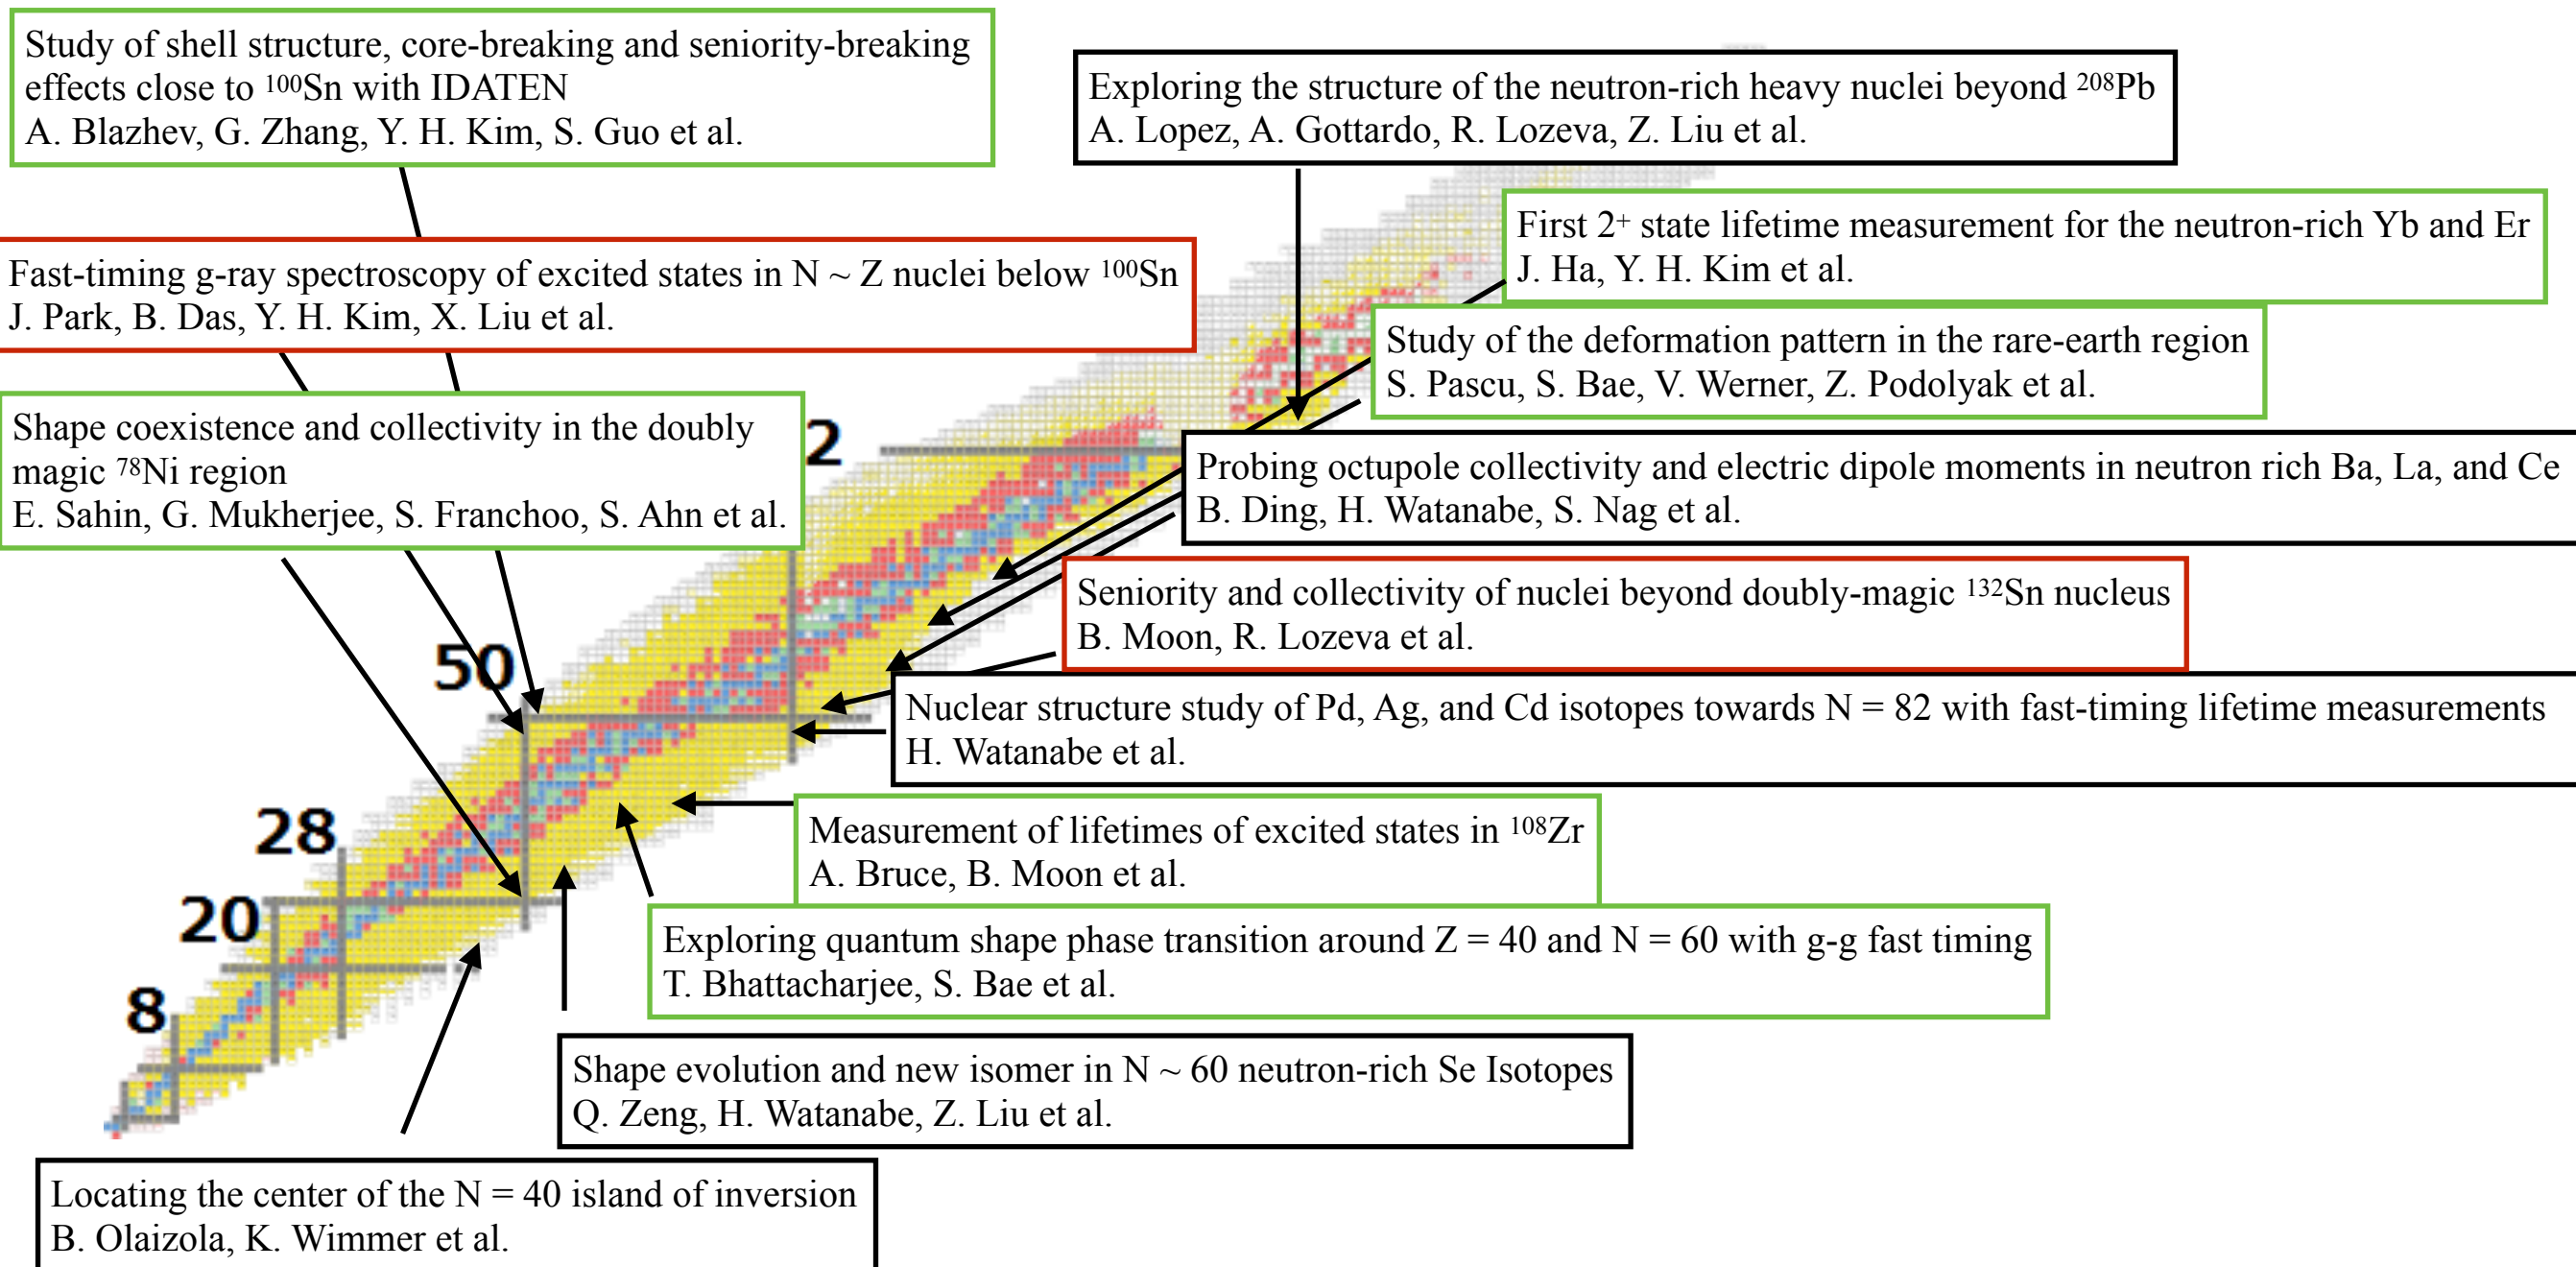 Study of shell structure, core-breaking and seniority-breaking
effects close to ¹⁰⁰Sn with IDATEN
A. Blazhev, G. Zhang, Y. H. Kim, S. Guo et al.
Exploring the structure of the neutron-rich heavy nuclei beyond ²⁰⁸Pb
A. Lopez, A. Gottardo, R. Lozeva, Z. Liu et al.
First 2⁺ state lifetime measurement for the neutron-rich Yb and Er
J. Ha, Y. H. Kim et al.
Fast-timing g-ray spectroscopy of excited states in N ~ Z nuclei below ¹⁰⁰Sn
J. Park, B. Das, Y. H. Kim, X. Liu et al.
Study of the deformation pattern in the rare-earth region
S. Pascu, S. Bae, V. Werner, Z. Podolyak et al.
Shape coexistence and collectivity in the doubly
magic ⁷⁸Ni region
E. Sahin, G. Mukherjee, S. Franchoo, S. Ahn et al.
2
Probing octupole collectivity and electric dipole moments in neutron rich Ba, La, and Ce
B. Ding, H. Watanabe, S. Nag et al.
Seniority and collectivity of nuclei beyond doubly-magic ¹³²Sn nucleus
B. Moon, R. Lozeva et al.
50
Nuclear structure study of Pd, Ag, and Cd isotopes towards N = 82 with fast-timing lifetime measurements
H. Watanabe et al.
28
Measurement of lifetimes of excited states in ¹⁰⁸Zr
A. Bruce, B. Moon et al.
20
Exploring quantum shape phase transition around Z = 40 and N = 60 with g-g fast timing
T. Bhattacharjee, S. Bae et al.
8
Shape evolution and new isomer in N ~ 60 neutron-rich Se Isotopes
Q. Zeng, H. Watanabe, Z. Liu et al.
Locating the center of the N = 40 island of inversion
B. Olaizola, K. Wimmer et al.